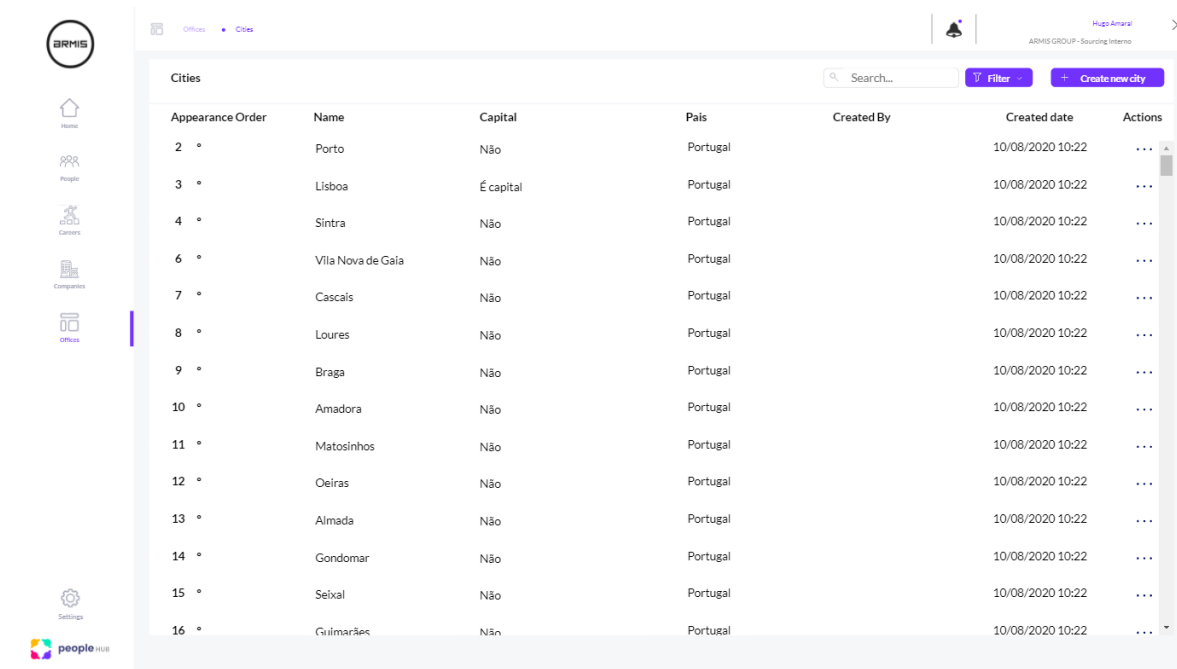 ARMIS
Offices • Cities
Hugo Amaral
ARMIS GROUP - Sourcing Interno
Home
People
Careers
Companies
Offices
Settings
people HUB
Cities
Search...
Filter
+ Create new city
Appearance Order Name Capital Pais Created By Created date Actions
2 º Porto Não Portugal 10/08/2020 10:22 ...
3 º Lisboa É capital Portugal 10/08/2020 10:22 ...
4 º Sintra Não Portugal 10/08/2020 10:22 ...
6 º Vila Nova de Gaia Não Portugal 10/08/2020 10:22 ...
7 º Cascais Não Portugal 10/08/2020 10:22 ...
8 º Loures Não Portugal 10/08/2020 10:22 ...
9 º Braga Não Portugal 10/08/2020 10:22 ...
10 º Amadora Não Portugal 10/08/2020 10:22 ...
11 º Matosinhos Não Portugal 10/08/2020 10:22 ...
12 º Oeiras Não Portugal 10/08/2020 10:22 ...
13 º Almada Não Portugal 10/08/2020 10:22 ...
14 º Gondomar Não Portugal 10/08/2020 10:22 ...
15 º Seixal Não Portugal 10/08/2020 10:22 ...
16 º Guimarães Não Portugal 10/08/2020 10:22 ...